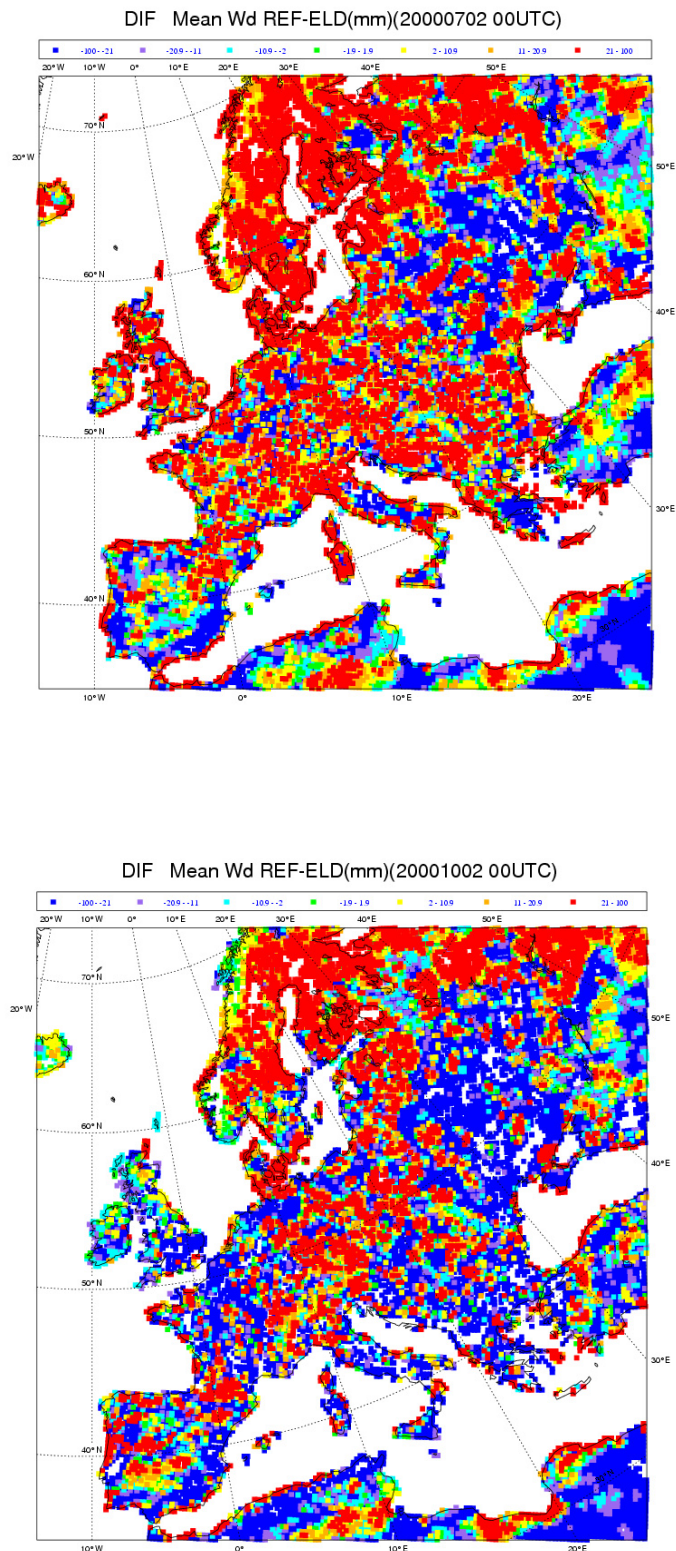 DIF Mean Wd REF-ELD(mm)(20000702 00UTC)
-100 - -21 -20.9 - -11 -10.9 - -2 -1.9 - 1.9 2 - 10.9 11 - 20.9 21 - 100
20°W 10°W 0° 10°E 20°E 30°E 40°E 50°E
70°N
20°W
50°E
60°N
40°E
50°N
30°E
40°N
10°W 0° 10°E 20°E
DIF Mean Wd REF-ELD(mm)(20001002 00UTC)
-100 - -21 -20.9 - -11 -10.9 - -2 -1.9 - 1.9 2 - 10.9 11 - 20.9 21 - 100
20°W 10°W 0° 10°E 20°E 30°E 40°E 50°E
70°N
20°W
50°E
60°N
40°E
50°N
30°E
40°N
10°W 0° 10°E 20°E